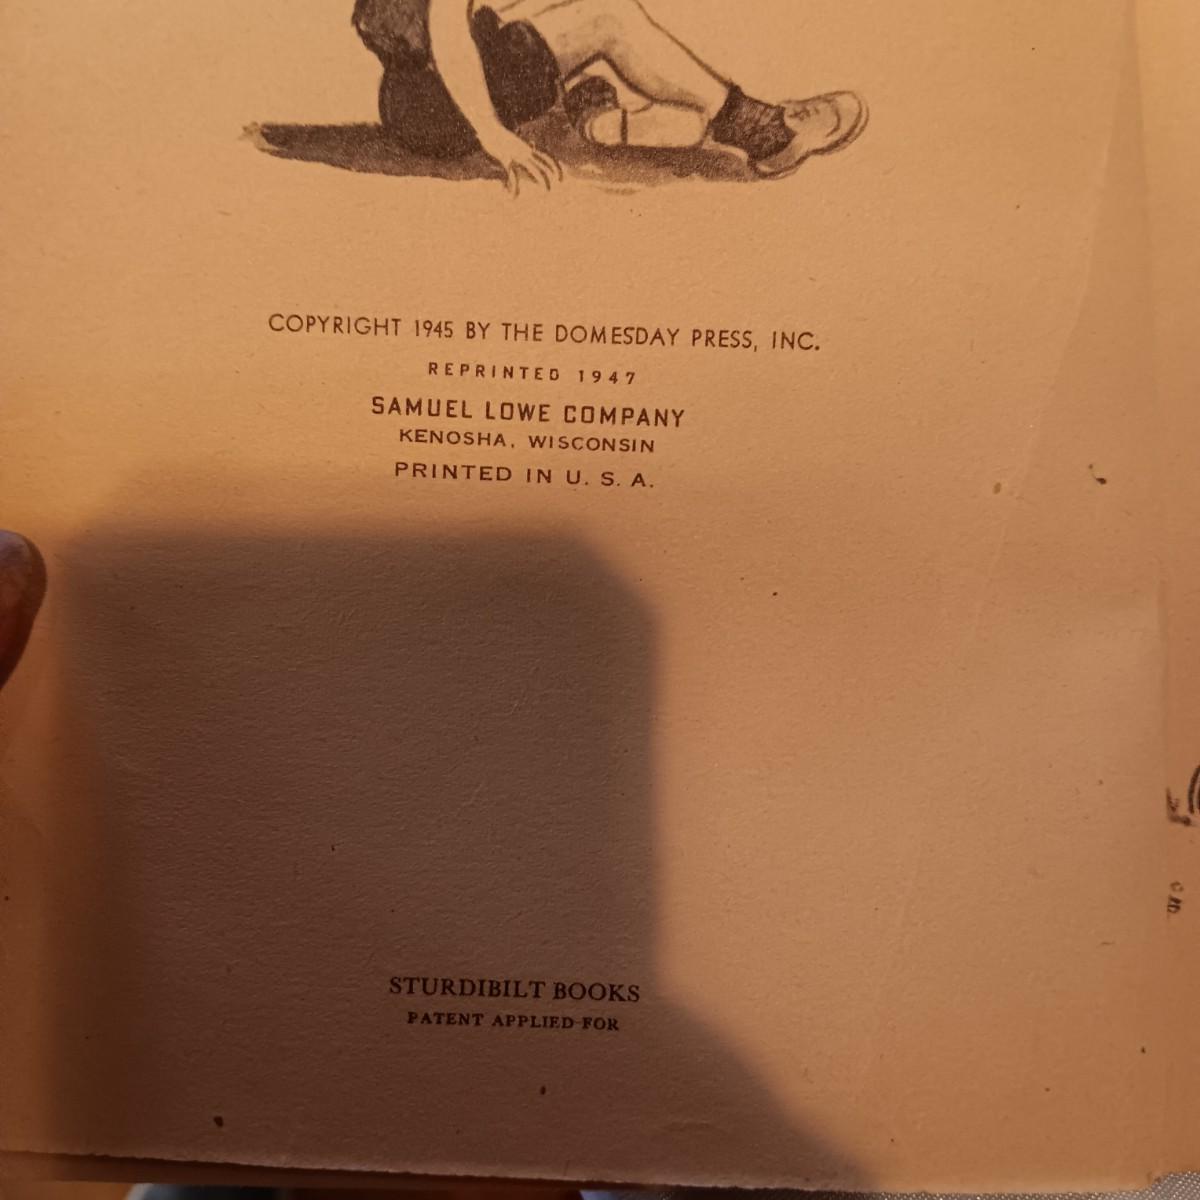 COPYRIGHT 1945 BY THE DOMESDAY PRESS, INC.
REPRINTED 1947
SAMUEL LOWE COMPANY
KENOSHA, WISCONSIN
PRINTED IN U. S. A.
STURDIBILT BOOKS
PATENT APPLIED FOR